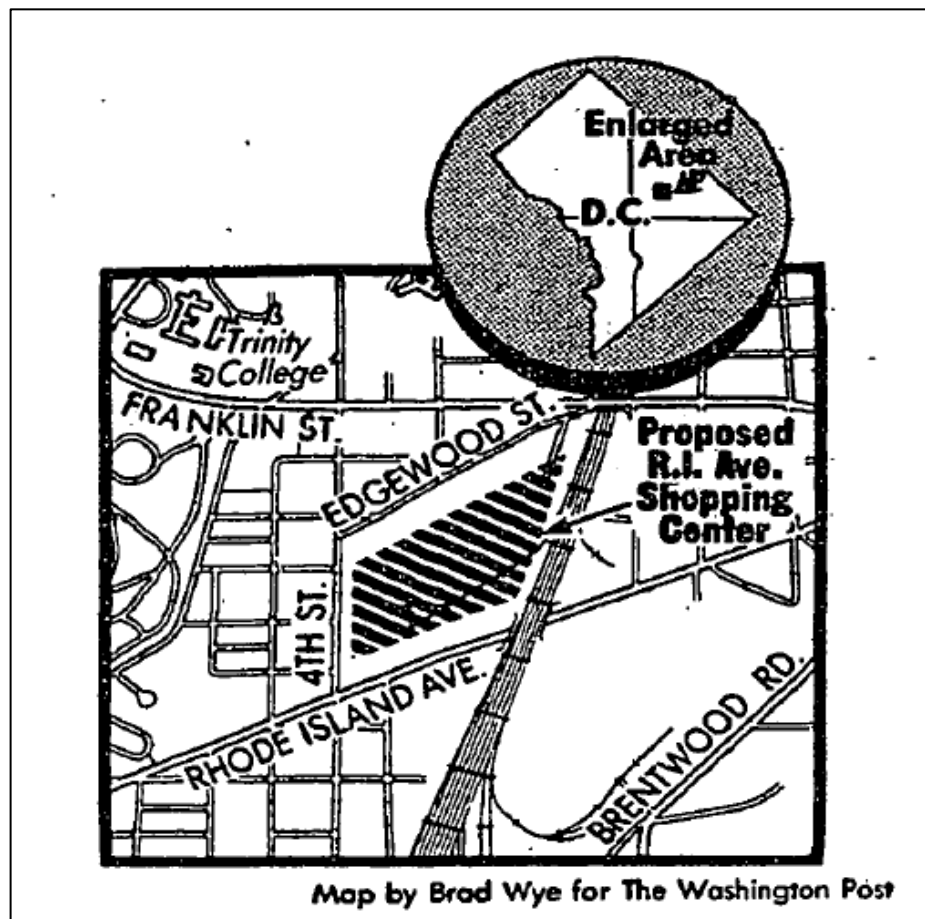 Enlarged
Area
D.C.
Trinity
College
FRANKLIN ST.
EDGEWOOD ST.
Proposed
R.I. Ave.
Shopping
Center
4TH ST.
RHODE ISLAND AVE.
BRENTWOOD RD.
Map by Brad Wye for The Washington Post